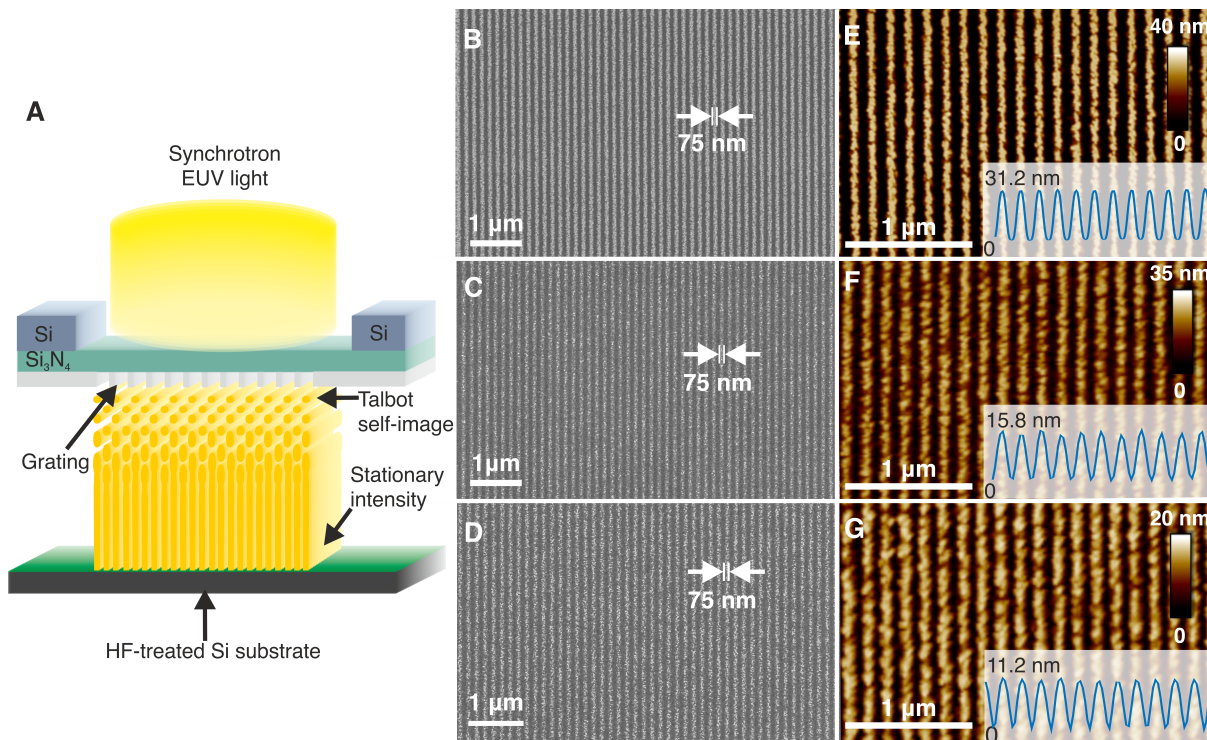 A
Synchrotron
EUV light
Si
Si
Si₃N₄
Grating
Talbot
self-image
Stationary
intensity
HF-treated Si substrate
B
75 nm
1 µm
C
75 nm
1µm
D
75 nm
1 µm
E
40 nm
0
31.2 nm
0
1 µm
F
35 nm
0
15.8 nm
0
1 µm
G
20 nm
0
11.2 nm
0
1 µm